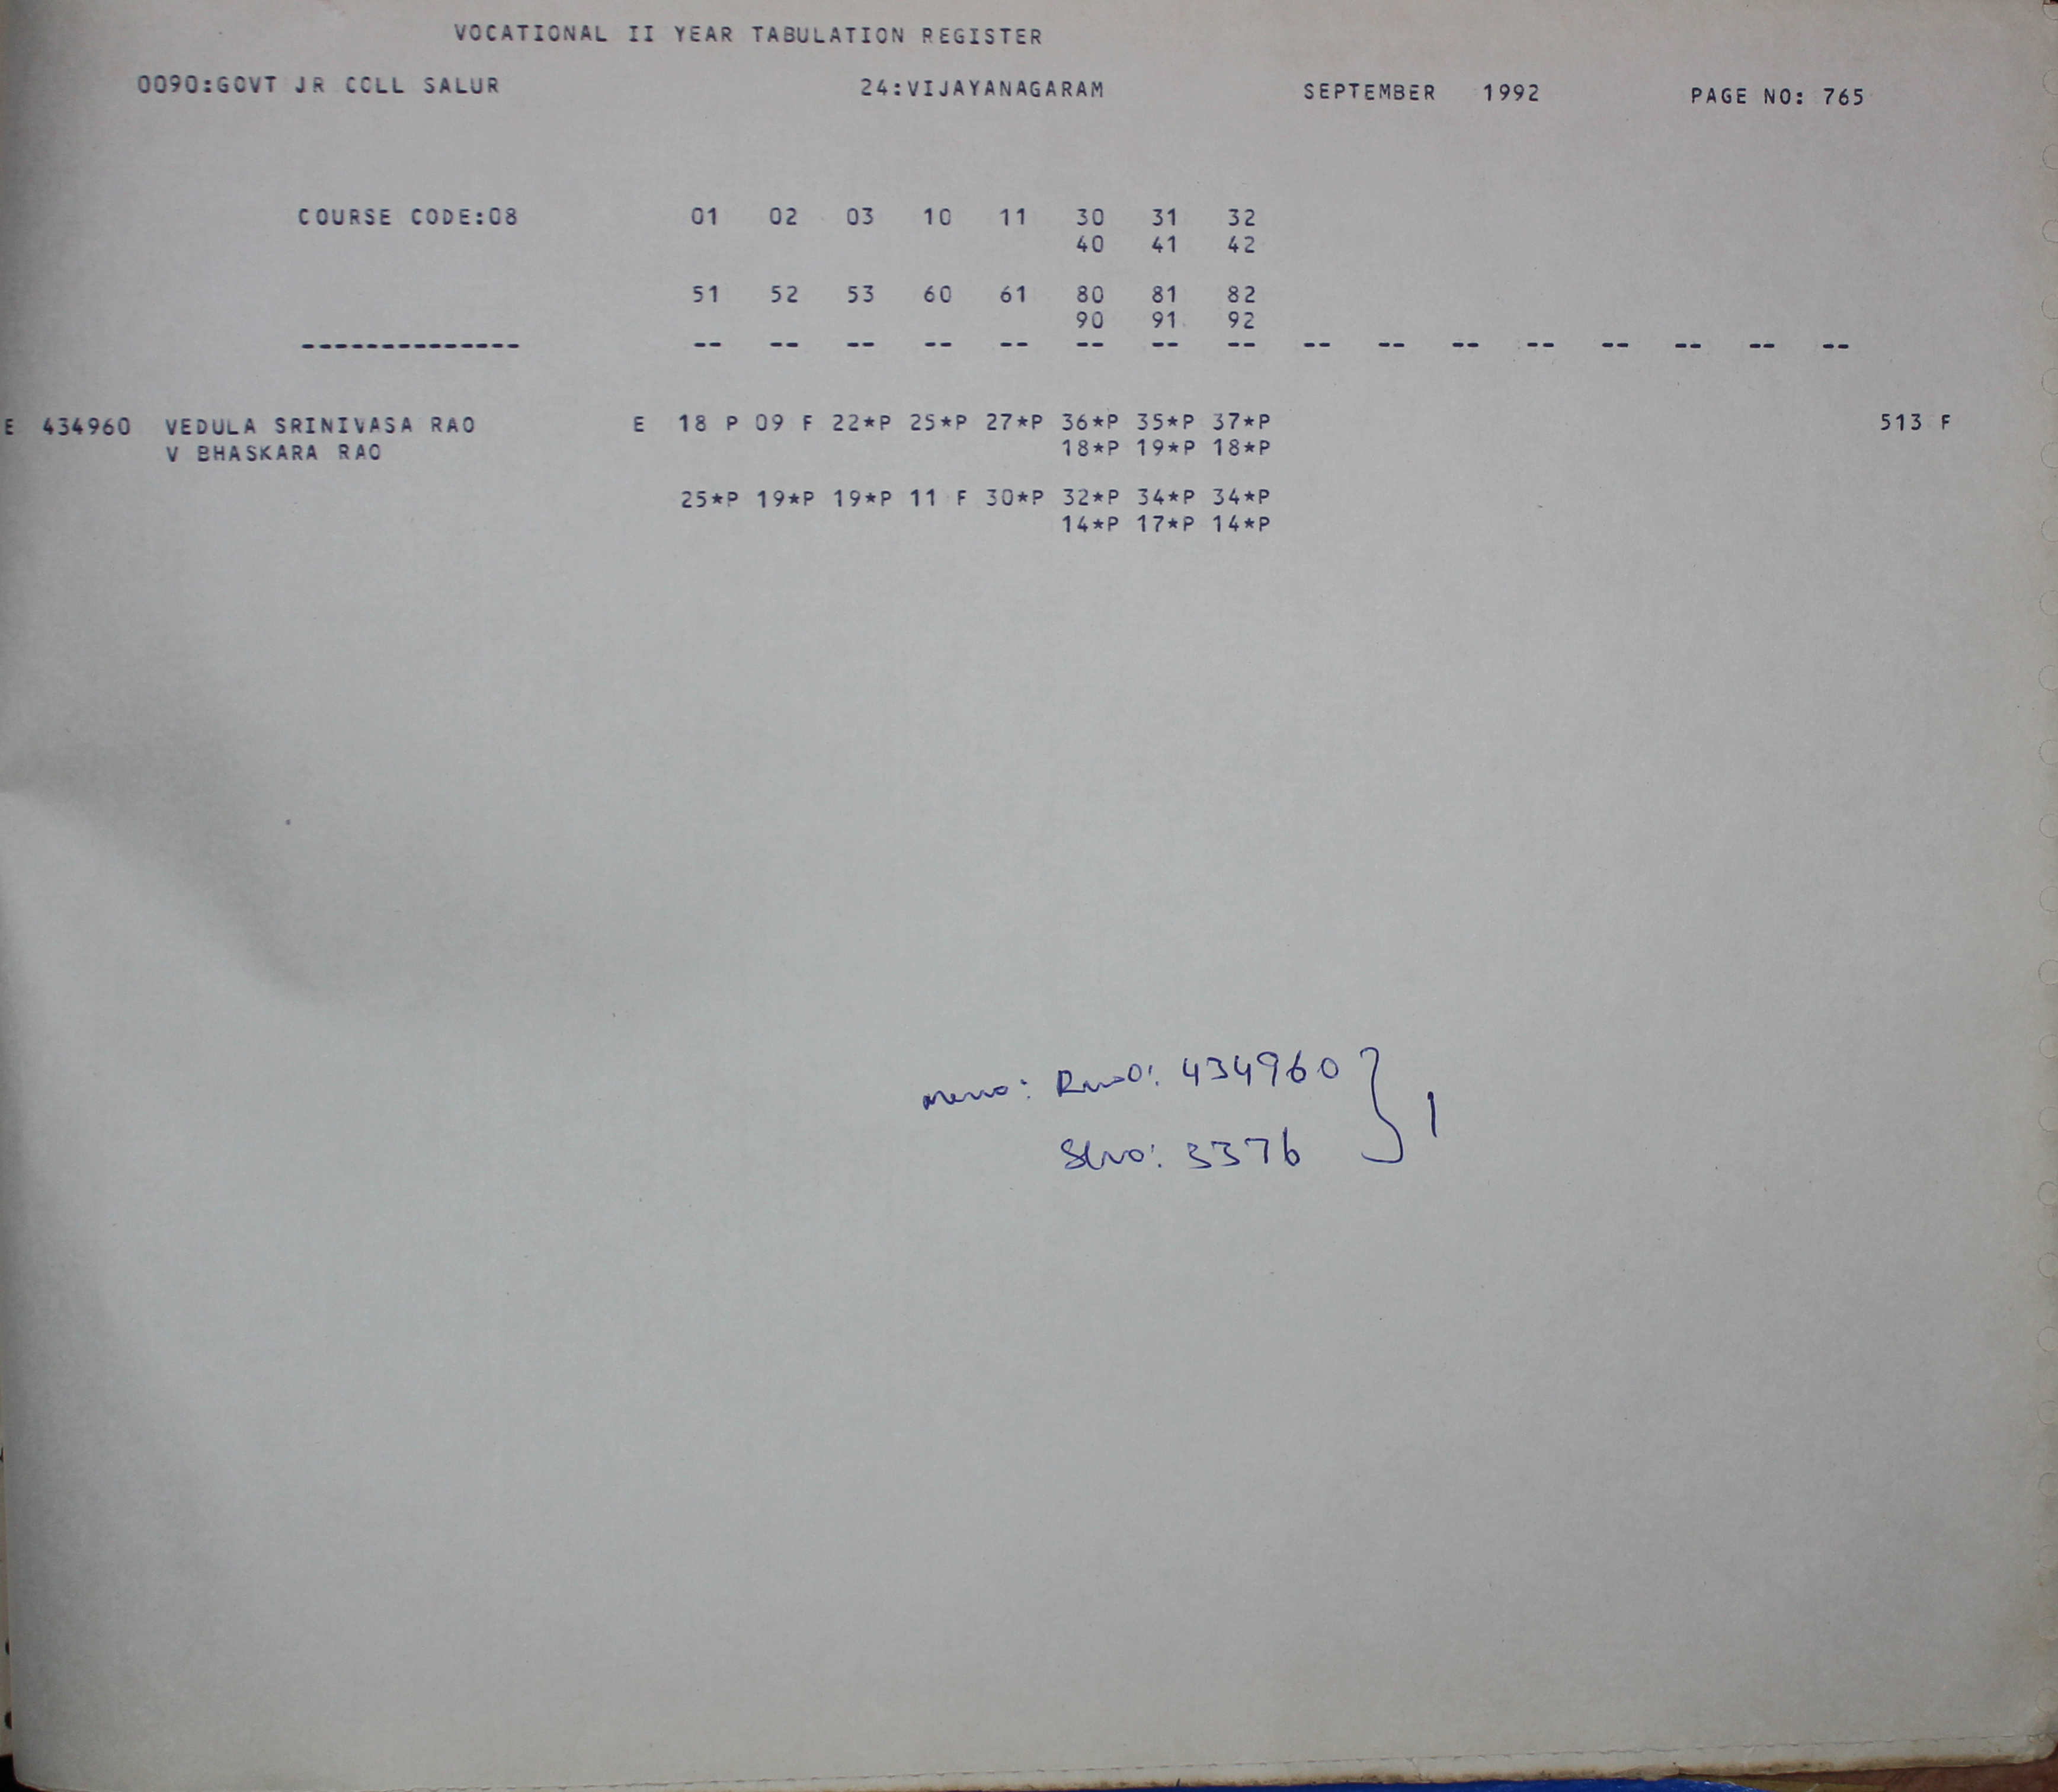 VOCATIONAL II YEAR TABULATION REGISTER
0090:GOVT JR COLL SALUR 24:VIJAYANAGARAM SEPTEMBER 1992 PAGE NO: 765
COURSE CODE:08 01 02 03 10 11 30 31 32
40 41 42
51 52 53 60 61 80 81 82
90 91 92
-------------- -- -- -- -- -- -- -- -- -- -- -- -- -- -- -- --
E 434960 VEDULA SRINIVASA RAO E 18 P 09 F 22*P 25*P 27*P 36*P 35*P 37*P 513 F
V BHASKARA RAO 18*P 19*P 18*P
25*P 19*P 19*P 11 F 30*P 32*P 34*P 34*P
14*P 17*P 14*P
memo: RNO: 434960 } 1
Slno: 3376